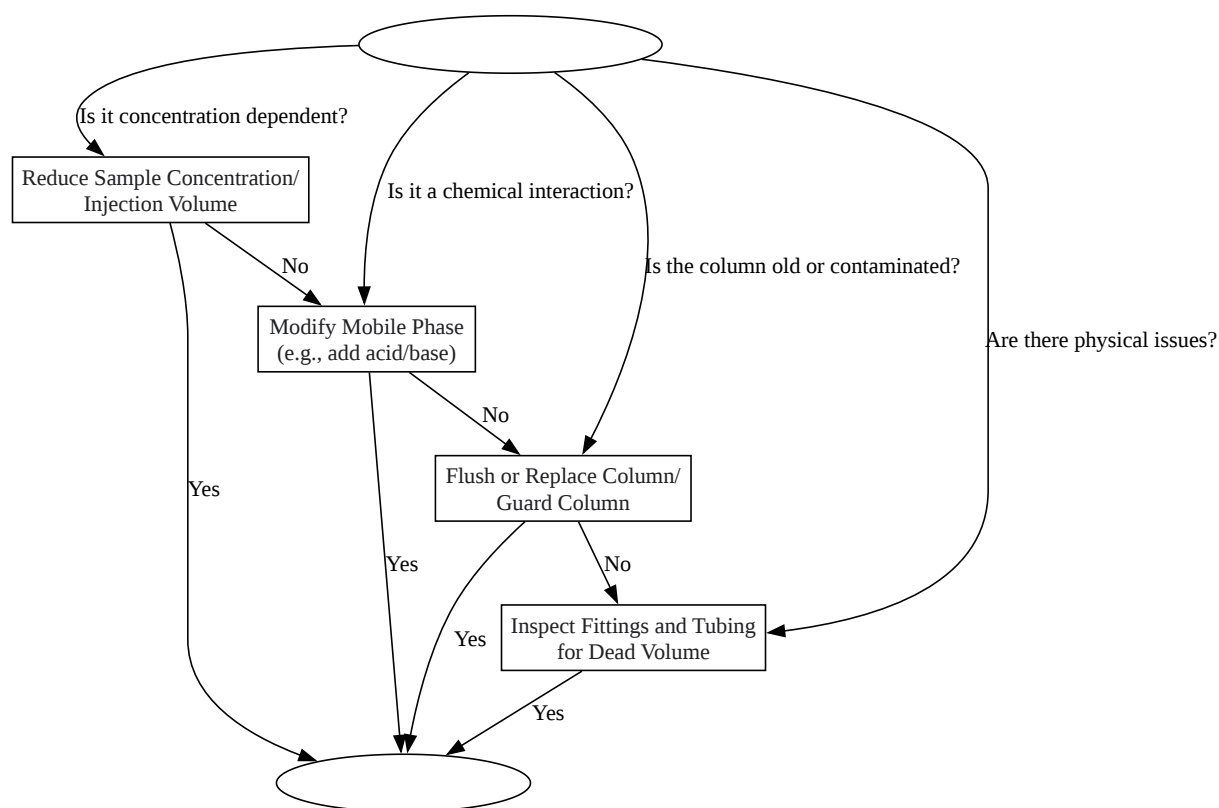 Is it concentration dependent?
Reduce Sample Concentration/
Injection Volume
Is it a chemical interaction?
No
Is the column old or contaminated?
Modify Mobile Phase
(e.g., add acid/base)
Are there physical issues?
No
Flush or Replace Column/
Guard Column
Yes
Yes
No
Inspect Fittings and Tubing
for Dead Volume
Yes
Yes